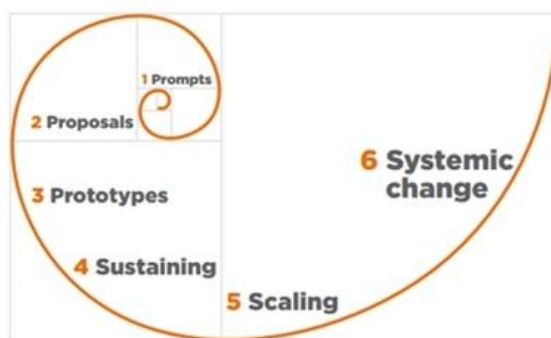 1 Prompts
2 Proposals
3 Prototypes
4 Sustaining
5 Scaling
6 Systemic
change